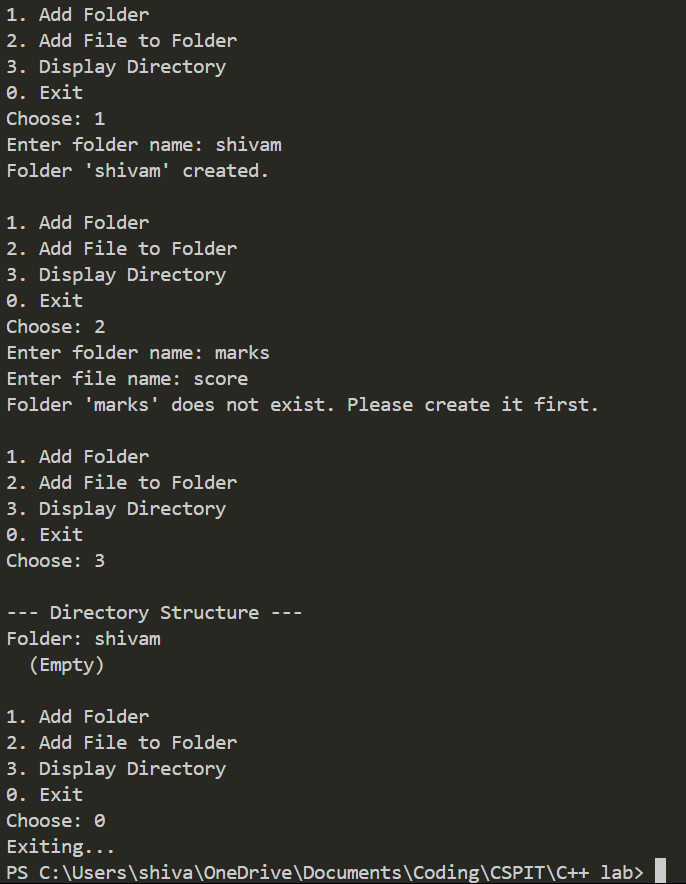 1. Add Folder
2. Add File to Folder
3. Display Directory
0. Exit
Choose: 1
Enter folder name: shivam
Folder 'shivam' created.

1. Add Folder
2. Add File to Folder
3. Display Directory
0. Exit
Choose: 2
Enter folder name: marks
Enter file name: score
Folder 'marks' does not exist. Please create it first.

1. Add Folder
2. Add File to Folder
3. Display Directory
0. Exit
Choose: 3

--- Directory Structure ---
Folder: shivam
  (Empty)

1. Add Folder
2. Add File to Folder
3. Display Directory
0. Exit
Choose: 0
Exiting...
PS C:\Users\shiva\OneDrive\Documents\Coding\CSPIT\C++ lab>